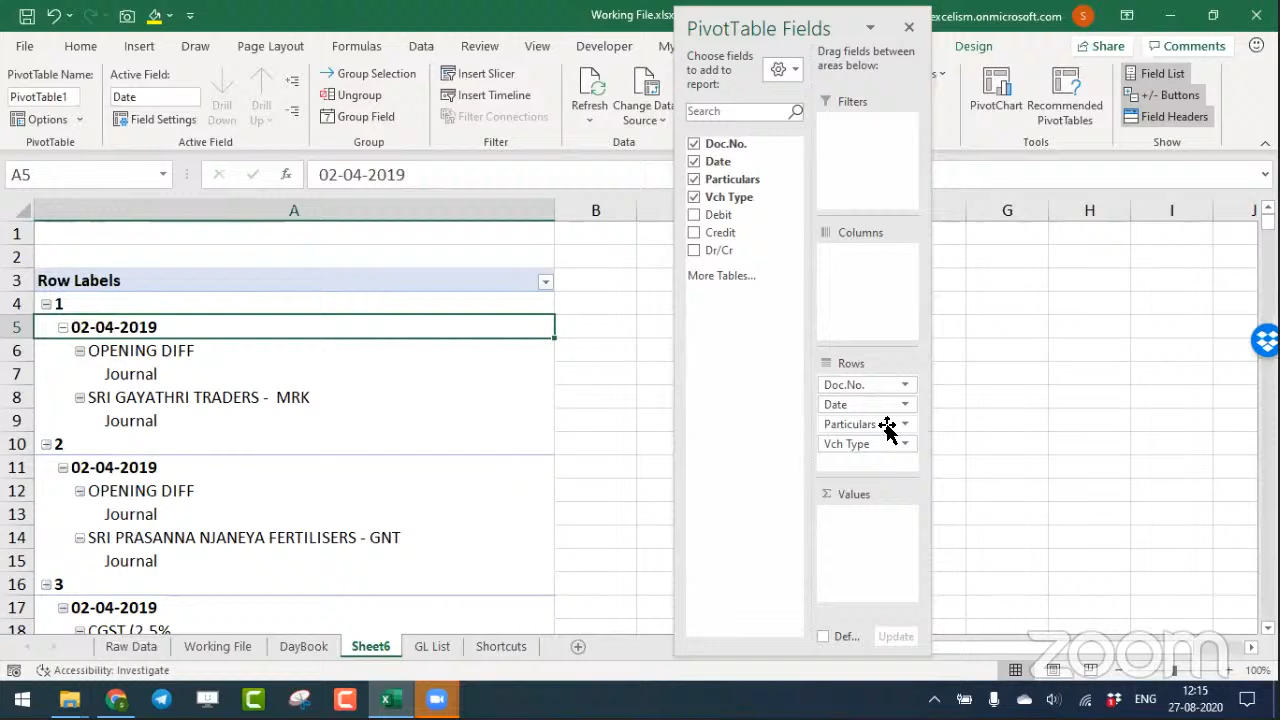 Working File.xlsx
excelism.onmicrosoft.com
S
File
Home
Insert
Draw
Page Layout
Formulas
Data
Review
View
Developer
Design
Share
Comments
PivotTable Name:
PivotTable1
Options
PivotTable
Active Field:
Date
Field Settings
Drill Down
Drill Up
Active Field
Group Selection
Ungroup
Group Field
Group
Insert Slicer
Insert Timeline
Filter Connections
Filter
Refresh
Change Data
Source
Data
PivotChart
Recommended
PivotTables
Tools
Field List
+/- Buttons
Field Headers
Show
A5
fx
02-04-2019
A
B
G
H
I
J
1
2
3 Row Labels
4 1
5 02-04-2019
6 OPENING DIFF
7 Journal
8 SRI GAYATHRI TRADERS - MRK
9 Journal
10 2
11 02-04-2019
12 OPENING DIFF
13 Journal
14 SRI PRASANNA NJANEYA FERTILISERS - GNT
15 Journal
16 3
17 02-04-2019
18 CGST (2.5%
PivotTable Fields
Choose fields
to add to
report:
Search
Doc.No.
Date
Particulars
Vch Type
Debit
Credit
Dr/Cr
More Tables...
Drag fields between
areas below:
Filters
Columns
Rows
Doc.No.
Date
Particulars
Vch Type
Σ Values
Def...
Update
Raw Data
Working File
DayBook
Sheet6
GL List
Shortcuts
Accessibility: Investigate
100%
zoom
ENG
12:15
27-08-2020